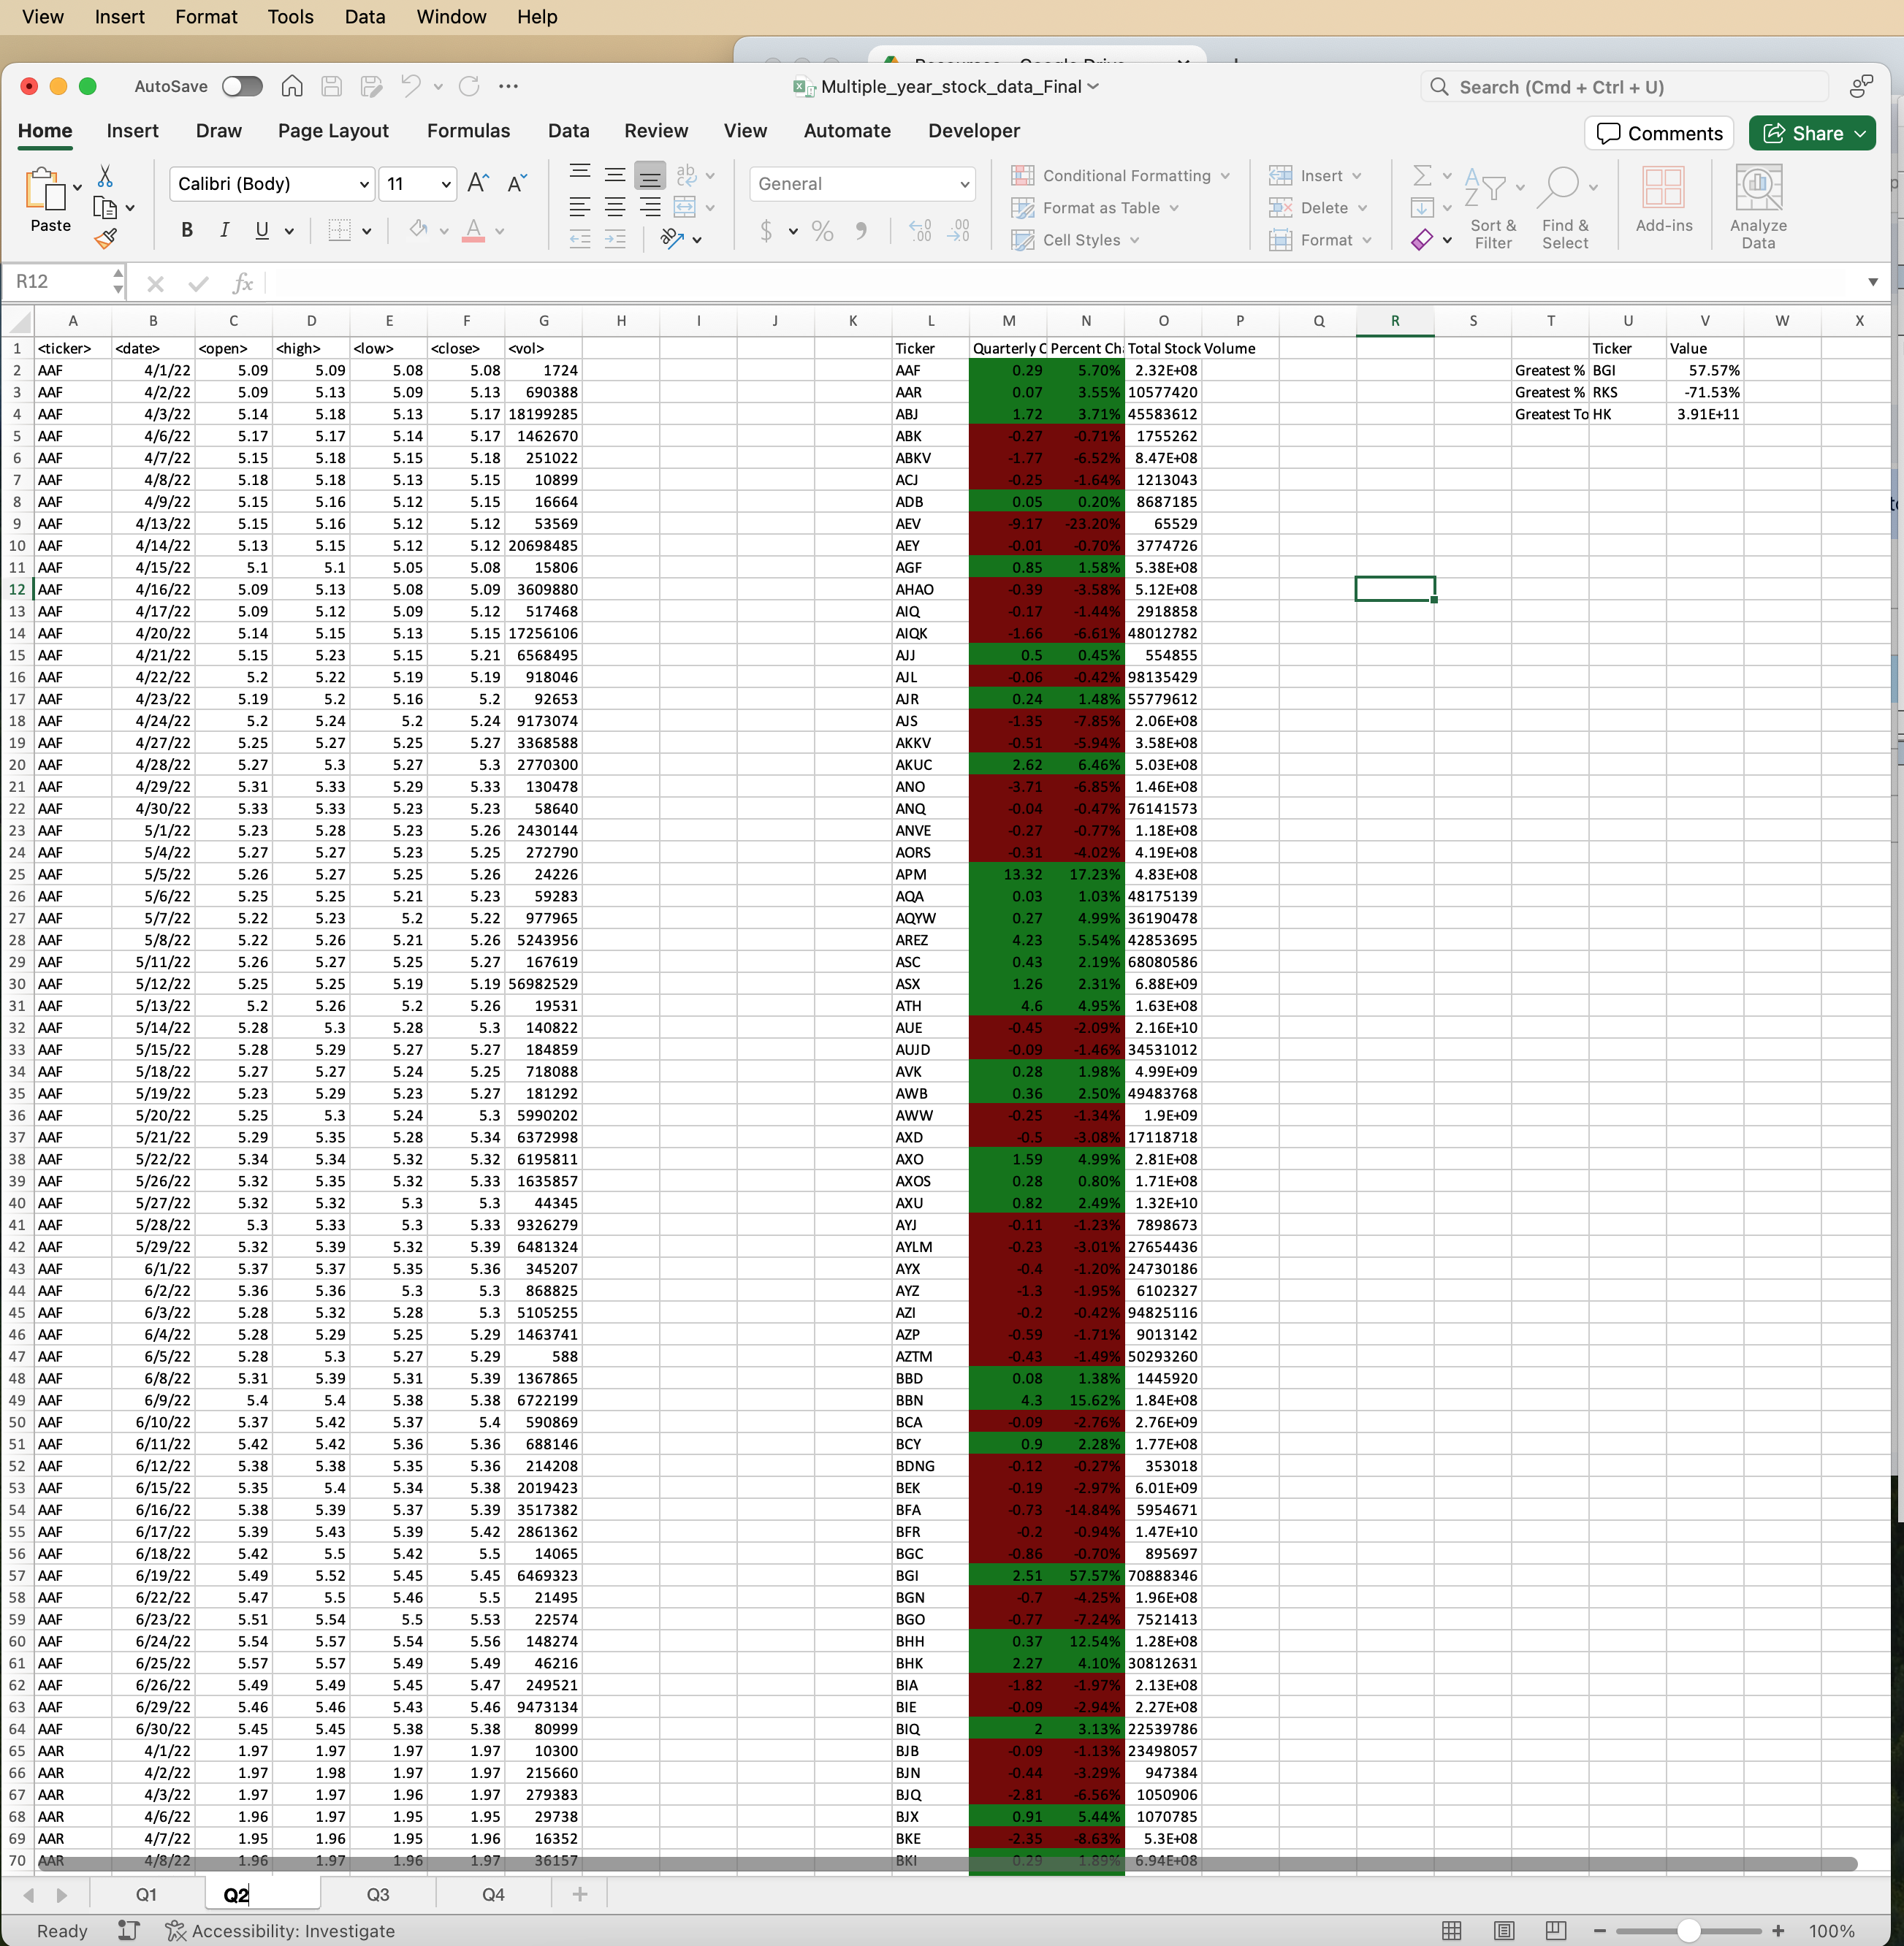 View Insert Format Tools Data Window Help
AutoSave Multiple_year_stock_data_Final Search (Cmd + Ctrl + U)
Home Insert Draw Page Layout Formulas Data Review View Automate Developer Comments Share
Paste Calibri (Body) 11 General Conditional Formatting Format as Table Cell Styles Insert Delete Format Sort & Filter Find & Select Add-ins Analyze Data
R12 fx
A B C D E F G H I J K L M N O P Q R S T U V W X
1 <ticker> <date> <open> <high> <low> <close> <vol> Ticker Quarterly C Percent Ch Total Stock Volume Ticker Value
2 AAF 4/1/22 5.09 5.09 5.08 5.08 1724 AAF 0.29 5.70% 2.32E+08 Greatest % BGI 57.57%
3 AAF 4/2/22 5.09 5.13 5.09 5.13 690388 AAR 0.07 3.55% 10577420 Greatest % RKS -71.53%
4 AAF 4/3/22 5.14 5.18 5.13 5.17 18199285 ABJ 1.72 3.71% 45583612 Greatest To HK 3.91E+11
5 AAF 4/6/22 5.17 5.17 5.14 5.17 1462670 ABK -0.27 -0.71% 1755262
6 AAF 4/7/22 5.15 5.18 5.15 5.18 251022 ABKV -1.77 -6.52% 8.47E+08
7 AAF 4/8/22 5.18 5.18 5.13 5.15 10899 ACJ -0.25 -1.64% 1213043
8 AAF 4/9/22 5.15 5.16 5.12 5.15 16664 ADB 0.05 0.20% 8687185
9 AAF 4/13/22 5.15 5.16 5.12 5.12 53569 AEV -9.17 -23.20% 65529
10 AAF 4/14/22 5.13 5.15 5.12 5.12 20698485 AEY -0.01 -0.70% 3774726
11 AAF 4/15/22 5.1 5.1 5.05 5.08 15806 AGF 0.85 1.58% 5.38E+08
12 AAF 4/16/22 5.09 5.13 5.08 5.09 3609880 AHAO -0.39 -3.58% 5.12E+08
13 AAF 4/17/22 5.09 5.12 5.09 5.12 517468 AIQ -0.17 -1.44% 2918858
14 AAF 4/20/22 5.14 5.15 5.13 5.15 17256106 AIQK -1.66 -6.61% 48012782
15 AAF 4/21/22 5.15 5.23 5.15 5.21 6568495 AJJ 0.5 0.45% 554855
16 AAF 4/22/22 5.2 5.22 5.19 5.19 918046 AJL -0.06 -0.42% 98135429
17 AAF 4/23/22 5.19 5.2 5.16 5.2 92653 AJR 0.24 1.48% 55779612
18 AAF 4/24/22 5.2 5.24 5.2 5.24 9173074 AJS -1.35 -7.85% 2.06E+08
19 AAF 4/27/22 5.25 5.27 5.25 5.27 3368588 AKKV -0.51 -5.94% 3.58E+08
20 AAF 4/28/22 5.27 5.3 5.27 5.3 2770300 AKUC 2.62 6.46% 5.03E+08
21 AAF 4/29/22 5.31 5.33 5.29 5.33 130478 ANO -3.71 -6.85% 1.46E+08
22 AAF 4/30/22 5.33 5.33 5.23 5.23 58640 ANQ -0.04 -0.47% 76141573
23 AAF 5/1/22 5.23 5.28 5.23 5.26 2430144 ANVE -0.27 -0.77% 1.18E+08
24 AAF 5/4/22 5.27 5.27 5.23 5.25 272790 AORS -0.31 -4.02% 4.19E+08
25 AAF 5/5/22 5.26 5.27 5.25 5.26 24226 APM 13.32 17.23% 4.83E+08
26 AAF 5/6/22 5.25 5.25 5.21 5.23 59283 AQA 0.03 1.03% 48175139
27 AAF 5/7/22 5.22 5.23 5.2 5.22 977965 AQYW 0.27 4.99% 36190478
28 AAF 5/8/22 5.22 5.26 5.21 5.26 5243956 AREZ 4.23 5.54% 42853695
29 AAF 5/11/22 5.26 5.27 5.25 5.27 167619 ASC 0.43 2.19% 68080586
30 AAF 5/12/22 5.25 5.25 5.19 5.19 56982529 ASX 1.26 2.31% 6.88E+09
31 AAF 5/13/22 5.2 5.26 5.2 5.26 19531 ATH 4.6 4.95% 1.63E+08
32 AAF 5/14/22 5.28 5.3 5.28 5.3 140822 AUE -0.45 -2.09% 2.16E+10
33 AAF 5/15/22 5.28 5.29 5.27 5.27 184859 AUJD -0.09 -1.46% 34531012
34 AAF 5/18/22 5.27 5.27 5.24 5.25 718088 AVK 0.28 1.98% 4.99E+09
35 AAF 5/19/22 5.23 5.29 5.23 5.27 181292 AWB 0.36 2.50% 49483768
36 AAF 5/20/22 5.25 5.3 5.24 5.3 5990202 AWW -0.25 -1.34% 1.9E+09
37 AAF 5/21/22 5.29 5.35 5.28 5.34 6372998 AXD -0.5 -3.08% 17118718
38 AAF 5/22/22 5.34 5.34 5.32 5.32 6195811 AXO 1.59 4.99% 2.81E+08
39 AAF 5/26/22 5.32 5.35 5.32 5.33 1635857 AXOS 0.28 0.80% 1.71E+08
40 AAF 5/27/22 5.32 5.32 5.3 5.3 44345 AXU 0.82 2.49% 1.32E+10
41 AAF 5/28/22 5.3 5.33 5.3 5.33 9326279 AYJ -0.11 -1.23% 7898673
42 AAF 5/29/22 5.32 5.39 5.32 5.39 6481324 AYLM -0.23 -3.01% 27654436
43 AAF 6/1/22 5.37 5.37 5.35 5.36 345207 AYX -0.4 -1.20% 24730186
44 AAF 6/2/22 5.36 5.36 5.3 5.3 868825 AYZ -1.3 -1.95% 6102327
45 AAF 6/3/22 5.28 5.32 5.28 5.3 5105255 AZI -0.2 -0.42% 94825116
46 AAF 6/4/22 5.28 5.29 5.25 5.29 1463741 AZP -0.59 -1.71% 9013142
47 AAF 6/5/22 5.28 5.3 5.27 5.29 588 AZTM -0.43 -1.49% 50293260
48 AAF 6/8/22 5.31 5.39 5.31 5.39 1367865 BBD 0.08 1.38% 1445920
49 AAF 6/9/22 5.4 5.4 5.38 5.38 6722199 BBN 4.3 15.62% 1.84E+08
50 AAF 6/10/22 5.37 5.42 5.37 5.4 590869 BCA -0.09 -2.76% 2.76E+09
51 AAF 6/11/22 5.42 5.42 5.36 5.36 688146 BCY 0.9 2.28% 1.77E+08
52 AAF 6/12/22 5.38 5.38 5.35 5.36 214208 BDNG -0.12 -0.27% 353018
53 AAF 6/15/22 5.35 5.4 5.34 5.38 2019423 BEK -0.19 -2.97% 6.01E+09
54 AAF 6/16/22 5.38 5.39 5.37 5.39 3517382 BFA -0.73 -14.84% 5954671
55 AAF 6/17/22 5.39 5.43 5.39 5.42 2861362 BFR -0.2 -0.94% 1.47E+10
56 AAF 6/18/22 5.42 5.5 5.42 5.5 14065 BGC -0.86 -0.70% 895697
57 AAF 6/19/22 5.49 5.52 5.45 5.45 6469323 BGI 2.51 57.57% 70888346
58 AAF 6/22/22 5.47 5.5 5.46 5.5 21495 BGN -0.7 -4.25% 1.96E+08
59 AAF 6/23/22 5.51 5.54 5.5 5.53 22574 BGO -0.77 -7.24% 7521413
60 AAF 6/24/22 5.54 5.57 5.54 5.56 148274 BHH 0.37 12.54% 1.28E+08
61 AAF 6/25/22 5.57 5.57 5.49 5.49 46216 BHK 2.27 4.10% 30812631
62 AAF 6/26/22 5.49 5.49 5.45 5.47 249521 BIA -1.82 -1.97% 2.13E+08
63 AAF 6/29/22 5.46 5.46 5.43 5.46 9473134 BIE -0.09 -2.94% 2.27E+08
64 AAF 6/30/22 5.45 5.45 5.38 5.38 80999 BIQ 2 3.13% 22539786
65 AAR 4/1/22 1.97 1.97 1.97 1.97 10300 BJB -0.09 -1.13% 23498057
66 AAR 4/2/22 1.97 1.98 1.97 1.97 215660 BJN -0.44 -3.29% 947384
67 AAR 4/3/22 1.97 1.97 1.96 1.97 279383 BJQ -2.81 -6.56% 1050906
68 AAR 4/6/22 1.96 1.97 1.95 1.95 29738 BJX 0.91 5.44% 1070785
69 AAR 4/7/22 1.95 1.96 1.95 1.96 16352 BKE -2.35 -8.63% 5.3E+08
70 AAR 4/8/22 1.96 1.97 1.96 1.97 36157 BKI 0.29 1.89% 6.94E+08
Q1 Q2 Q3 Q4
Ready Accessibility: Investigate 100%